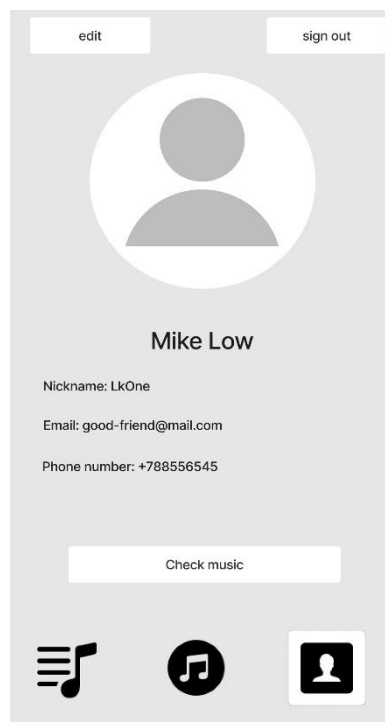 edit
sign out
Mike Low
Nickname: LkOne
Email: good-friend@mail.com
Phone number: +788556545
Check music